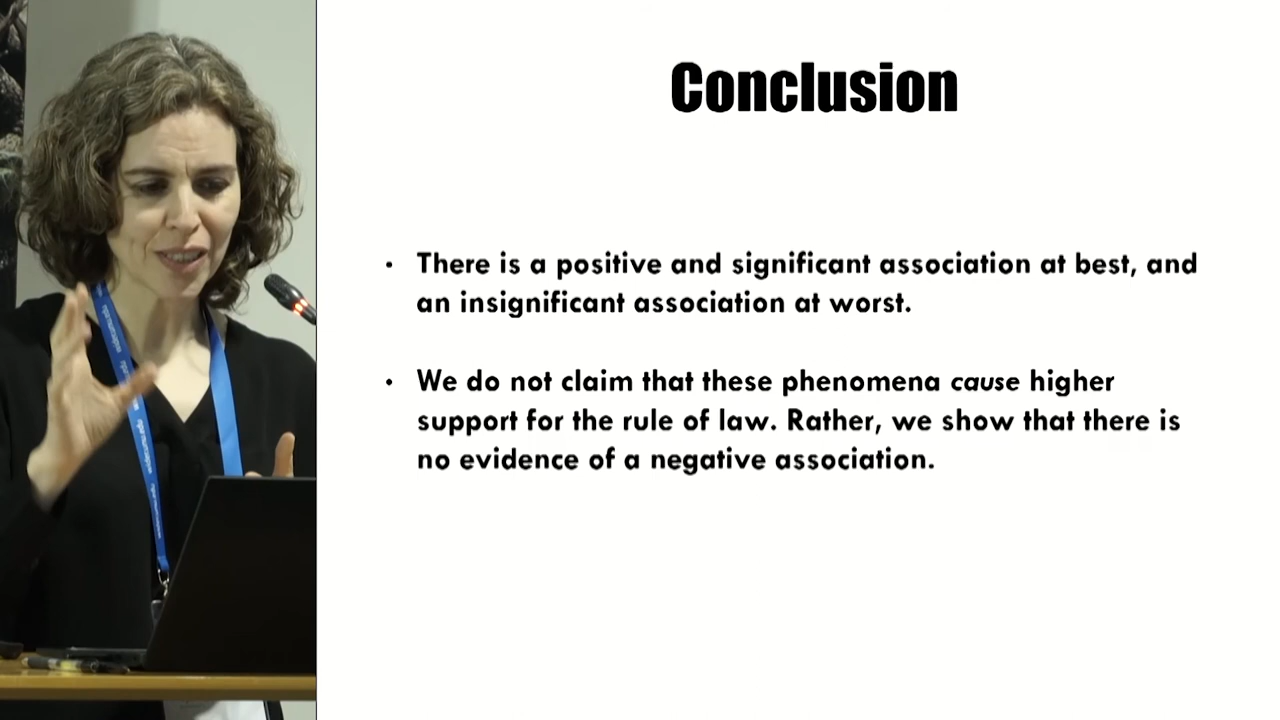 Conclusion
• There is a positive and significant association at best, and
an insignificant association at worst.
• We do not claim that these phenomena cause higher
support for the rule of law. Rather, we show that there is
no evidence of a negative association.